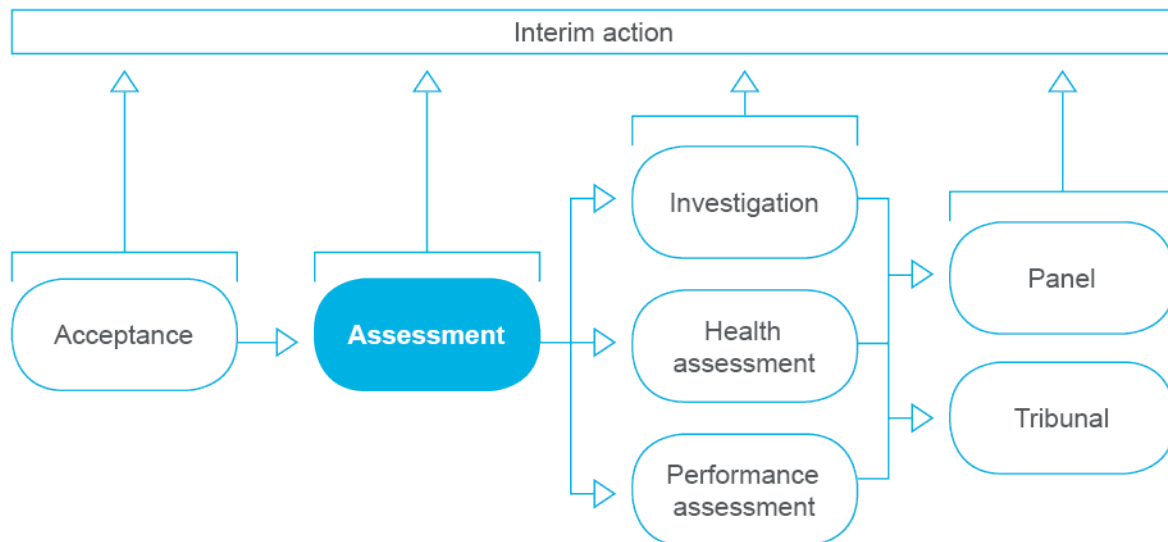 Interim action
Acceptance
Assessment
Investigation
Health
assessment
Performance
assessment
Panel
Tribunal